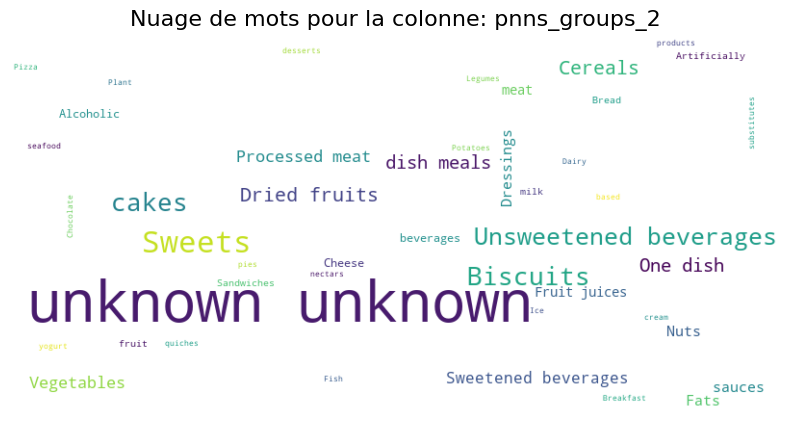 Nuage de mots pour la colonne: pnns_groups_2
products
desserts
Artificially
Pizza
Cereals
Plant
Legumes
meat
Bread
Alcoholic
substitutes
seafood
Potatoes
Processed meat
dish meals
Dressings
Dairy
Dried fruits
milk
based
cakes
Chocolate
Sweets
beverages
Unsweetened beverages
pies
Cheese
One dish
nectars
Biscuits
Sandwiches
unknown unknown
Fruit juices
Ice
cream
Nuts
yogurt
fruit
quiches
Vegetables
Fish
Sweetened beverages
sauces
Breakfast
Fats